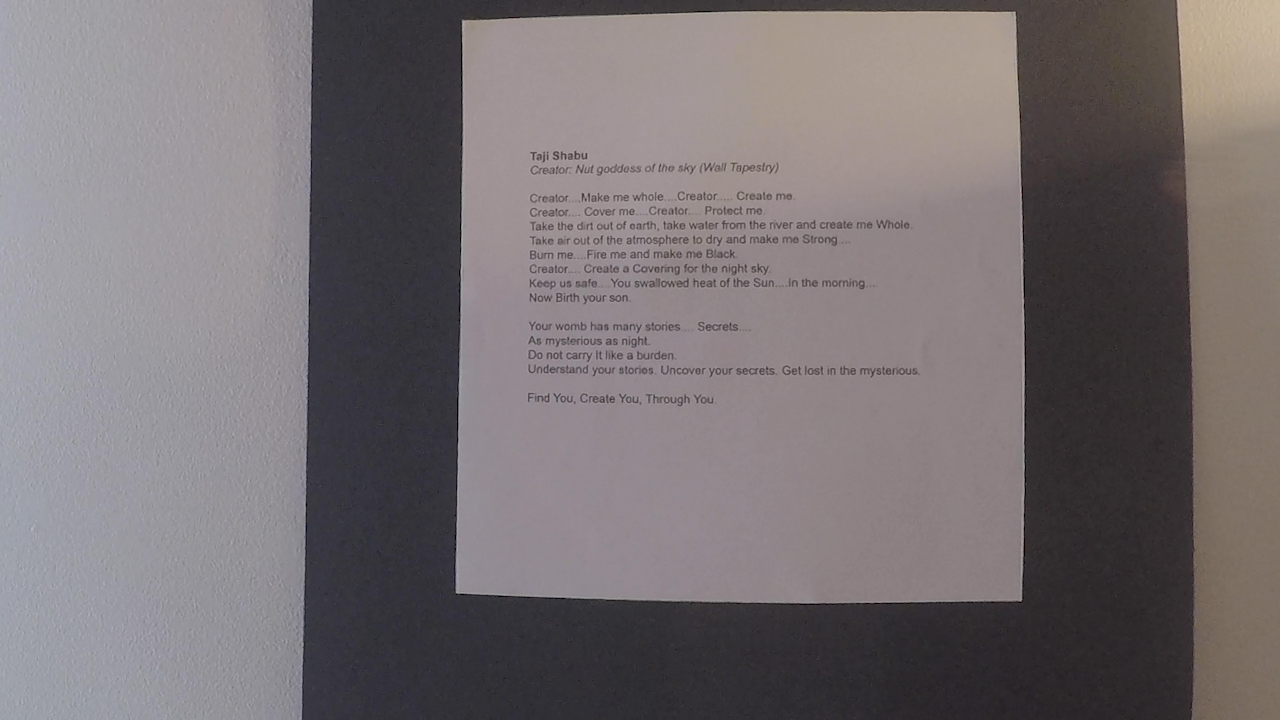 Taji Shabu
Creator: Nut goddess of the sky (Wall Tapestry)
Creator....Make me whole....Creator..... Create me.
Creator.... Cover me....Creator.... Protect me.
Take the dirt out of earth, take water from the river and create me Whole.
Take air out of the atmosphere to dry and make me Strong....
Burn me....Fire me and make me Black.
Creator.... Create a Covering for the night sky.
Keep us safe....You swallowed heat of the Sun....In the morning....
Now Birth your son.
Your womb has many stories.... Secrets....
As mysterious as night.
Do not carry It like a burden.
Understand your stories. Uncover your secrets. Get lost in the mysterious.
Find You, Create You, Through You.